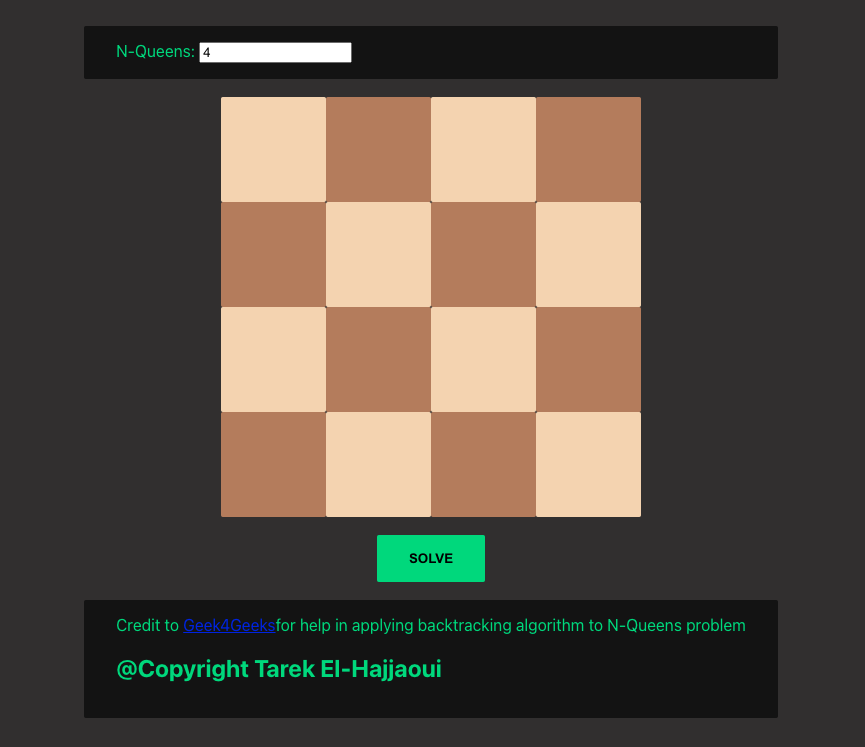 N-Queens: 4
SOLVE
Credit to Geek4Geeksfor help in applying backtracking algorithm to N-Queens problem
@Copyright Tarek El-Hajjaoui